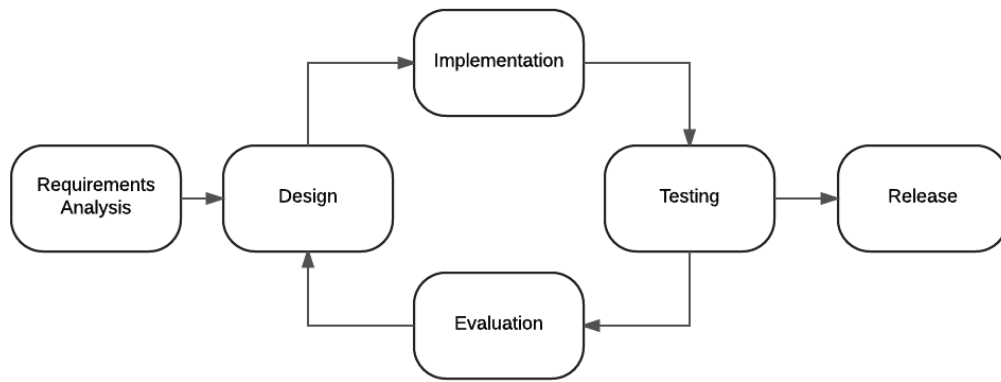 Implementation
Requirements
Analysis
Design
Testing
Release
Evaluation